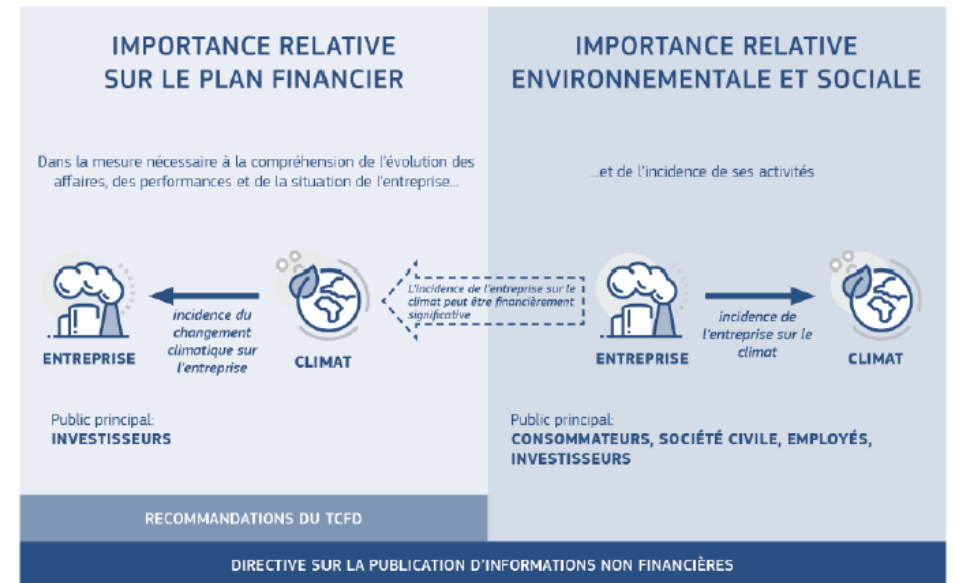 IMPORTANCE RELATIVE
SUR LE PLAN FINANCIER
Dans la mesure nécessaire à la compréhension de l'évolution des
affaires, des performances et de la situation de l'entreprise...
incidence du
changement
climatique sur
l'entreprise
ENTREPRISE
CLIMAT
Public principal:
INVESTISSEURS
RECOMMANDATIONS DU TCFD
L'incidence de l'entreprise sur le
climat peut être financièrement
significative
IMPORTANCE RELATIVE
ENVIRONNEMENTALE ET SOCIALE
...et de l'incidence de ses activités
incidence de
l'entreprise sur le
climat
ENTREPRISE
CLIMAT
Public principal:
CONSOMMATEURS, SOCIÉTÉ CIVILE, EMPLOYÉS,
INVESTISSEURS
DIRECTIVE SUR LA PUBLICATION D'INFORMATIONS NON FINANCIÈRES